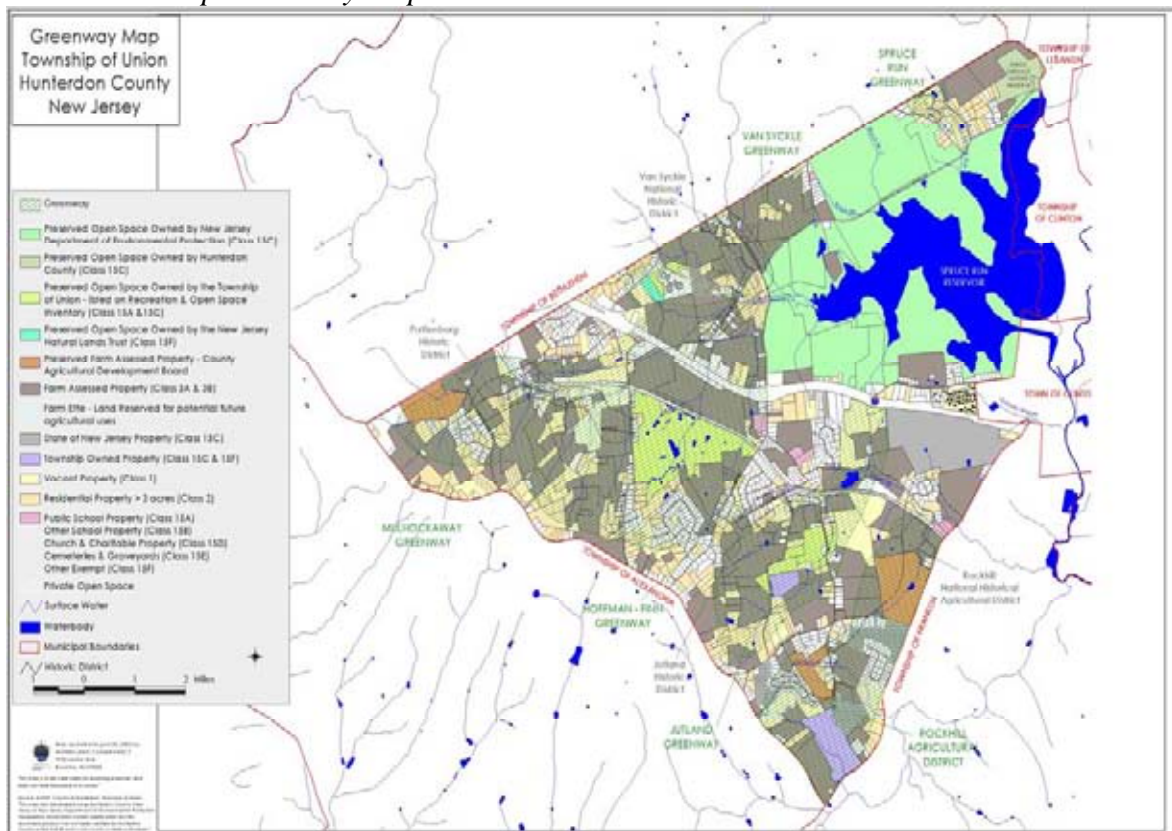 Greenway Map
Township of Union
Hunterdon County
New Jersey
Greenway
Preserved Open Space Owned by New Jersey
Department of Environmental Protection (Class 15C)
Preserved Open Space Owned by Hunterdon
County (Class 15C)
Preserved Open Space Owned by the Township
of Union - listed on Recreation & Open Space
Inventory (Class 15A & 15C)
Preserved Open Space Owned by the New Jersey
Natural Lands Trust (Class 15F)
Preserved Farm Assessed Property - County
Agricultural Development Board
Farm Assessed Property (Class 3A & 3B)
Land Reserved for potential future
agricultural uses
State of New Jersey Property (Class 15C)
Township Owned Property (Class 15C & 15F)
Vacant Property (Class 1)
Residential Property > 3 acres (Class 2)
Public School Property (Class 15A)
Other School Property (Class 15B)
Church & Charitable Property (Class 15D)
Cemeteries & Graveyards (Class 15E)
Other Exempt (Class 15F)
Private Open Space
Surface Water
Waterbody
Municipal Boundaries
Historic District
1 0 1 2 Miles
SPRUCE
RUN
GREENWAY
TOWNSHIP OF
LEBANON
VAN SYCKLE
GREENWAY
Van Syckle
National
Historic
District
TOWNSHIP
OF CLINTON
SPRUCE RUN
RESERVOIR
TOWNSHIP OF BETHLEHEM
Pattenburg
Historic
District
TOWN OF CLINTON
MULHOCKAWAY
GREENWAY
TOWNSHIP OF ALEXANDRIA
HOFFMAN - FINN
GREENWAY
Rockhill
National Historical
Agricultural District
TOWNSHIP OF FRANKLIN
Jutland
Historic
District
JUTLAND
GREENWAY
ROCKHILL
AGRICULTURAL
DISTRICT